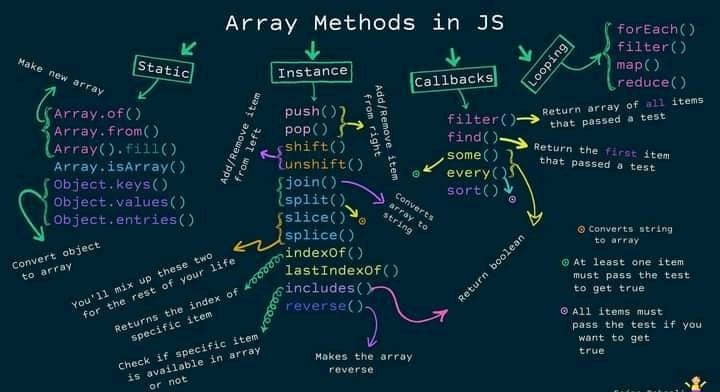 Array Methods in JS
Static
Make new array
Array.of()
Array.from()
Array().fill()
Array.isArray()
Object.keys()
Object.values()
Object.entries()
Convert object
to array
Instance
Add/Remove item
from left
Add/Remove item
from right
push()
pop()
shift()
unshift()
join()
split()
slice()
splice()
indexOf()
lastIndexOf()
includes()
reverse()
Converts
array to
string
You'll mix up these two
for the rest of your life
Returns the index of
specific item
Check if specific item
is available in array
or not
Makes the array
reverse
Callbacks
filter()
find()
some()
every()
sort()
Return array of all items
that passed a test
Return the first item
that passed a test
Return boolean
Looping
forEach()
filter()
map()
reduce()
Converts string
to array
At least one item
must pass the test
to get true
All items must
pass the test if you
want to get
true